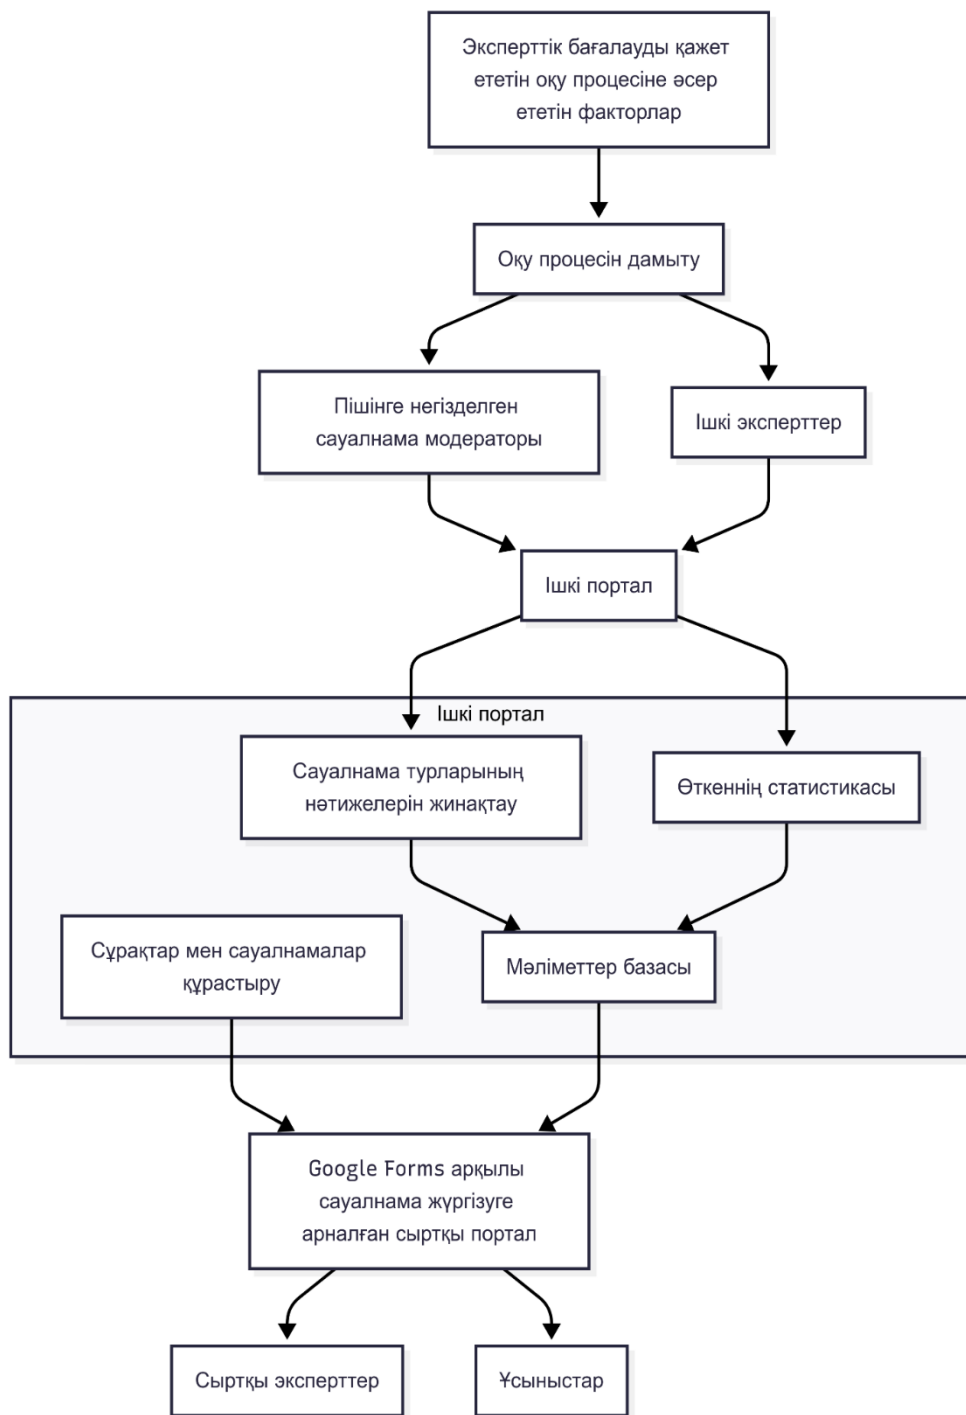 Эксперттік бағалауды қажет
ететін оқу процесіне әсер
ететін факторлар
Оқу процесін дамыту
Пішінге негізделген
сауалнама модераторы
Ішкі эксперттер
Ішкі портал
Ішкі портал
Сауалнама турларының
нәтижелерін жинақтау
Өткеннің статистикасы
Сұрақтар мен сауалнамалар
құрастыру
Мәліметтер базасы
Google Forms арқылы
сауалнама жүргізуге
арналған сыртқы портал
Сыртқы эксперттер
Ұсыныстар